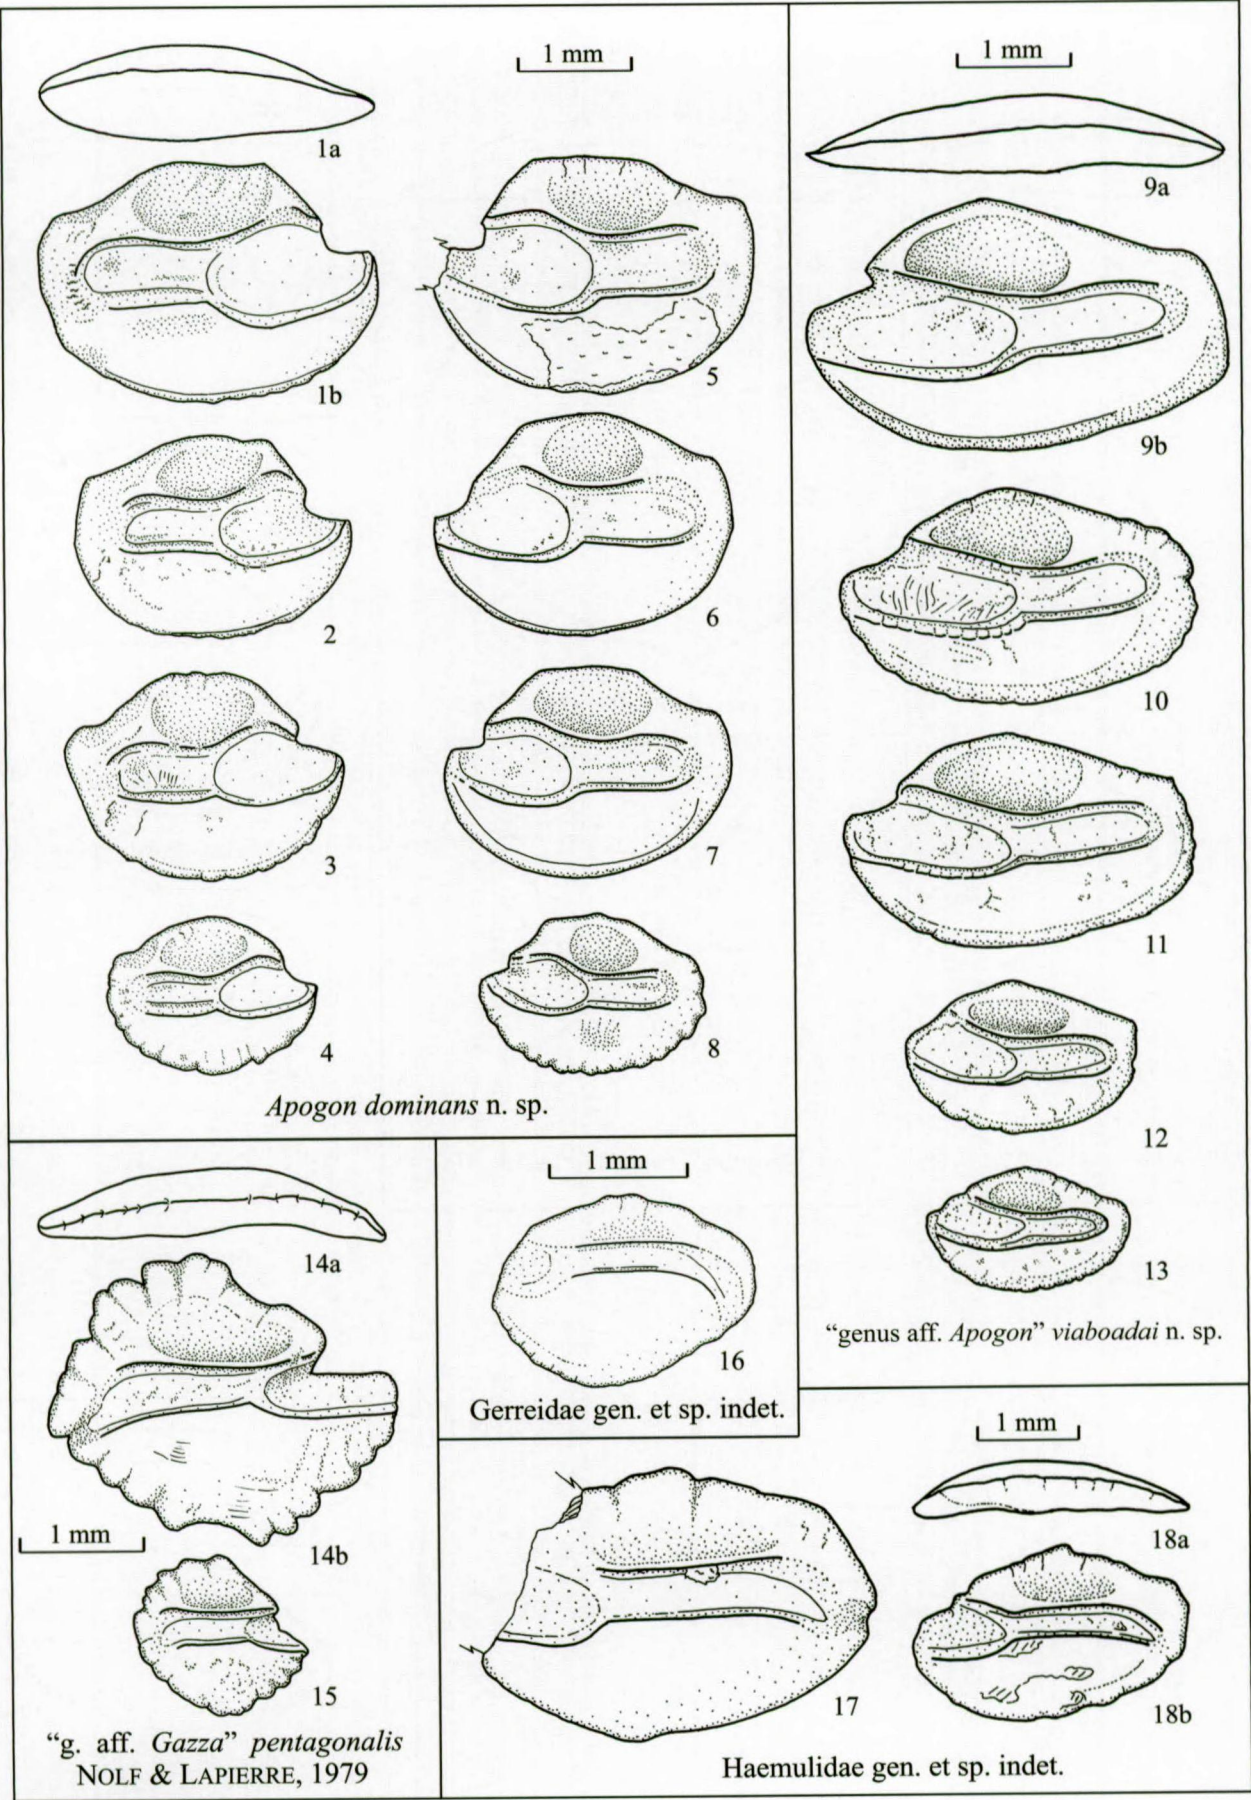 1 mm
1a
1b
5
2
6
3
7
4
8
Apogon dominans n. sp.
1 mm
9a
9b
10
11
12
13
“genus aff. Apogon” viaboadai n. sp.
14a
14b
1 mm
15
“g. aff. Gazza” pentagonalis
NOLF & LAPIERRE, 1979
1 mm
16
Gerreidae gen. et sp. indet.
17
1 mm
18a
18b
Haemulidae gen. et sp. indet.